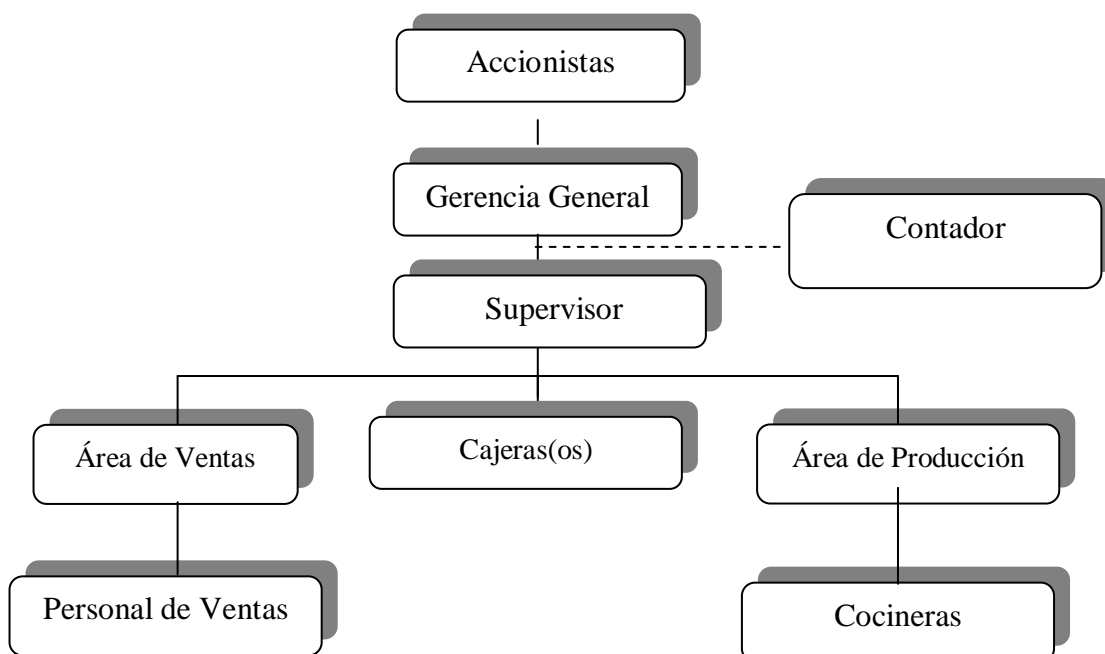 Accionistas
Gerencia General
Contador
Supervisor
Área de Ventas
Cajeras(os)
Área de Producción
Personal de Ventas
Cocineras